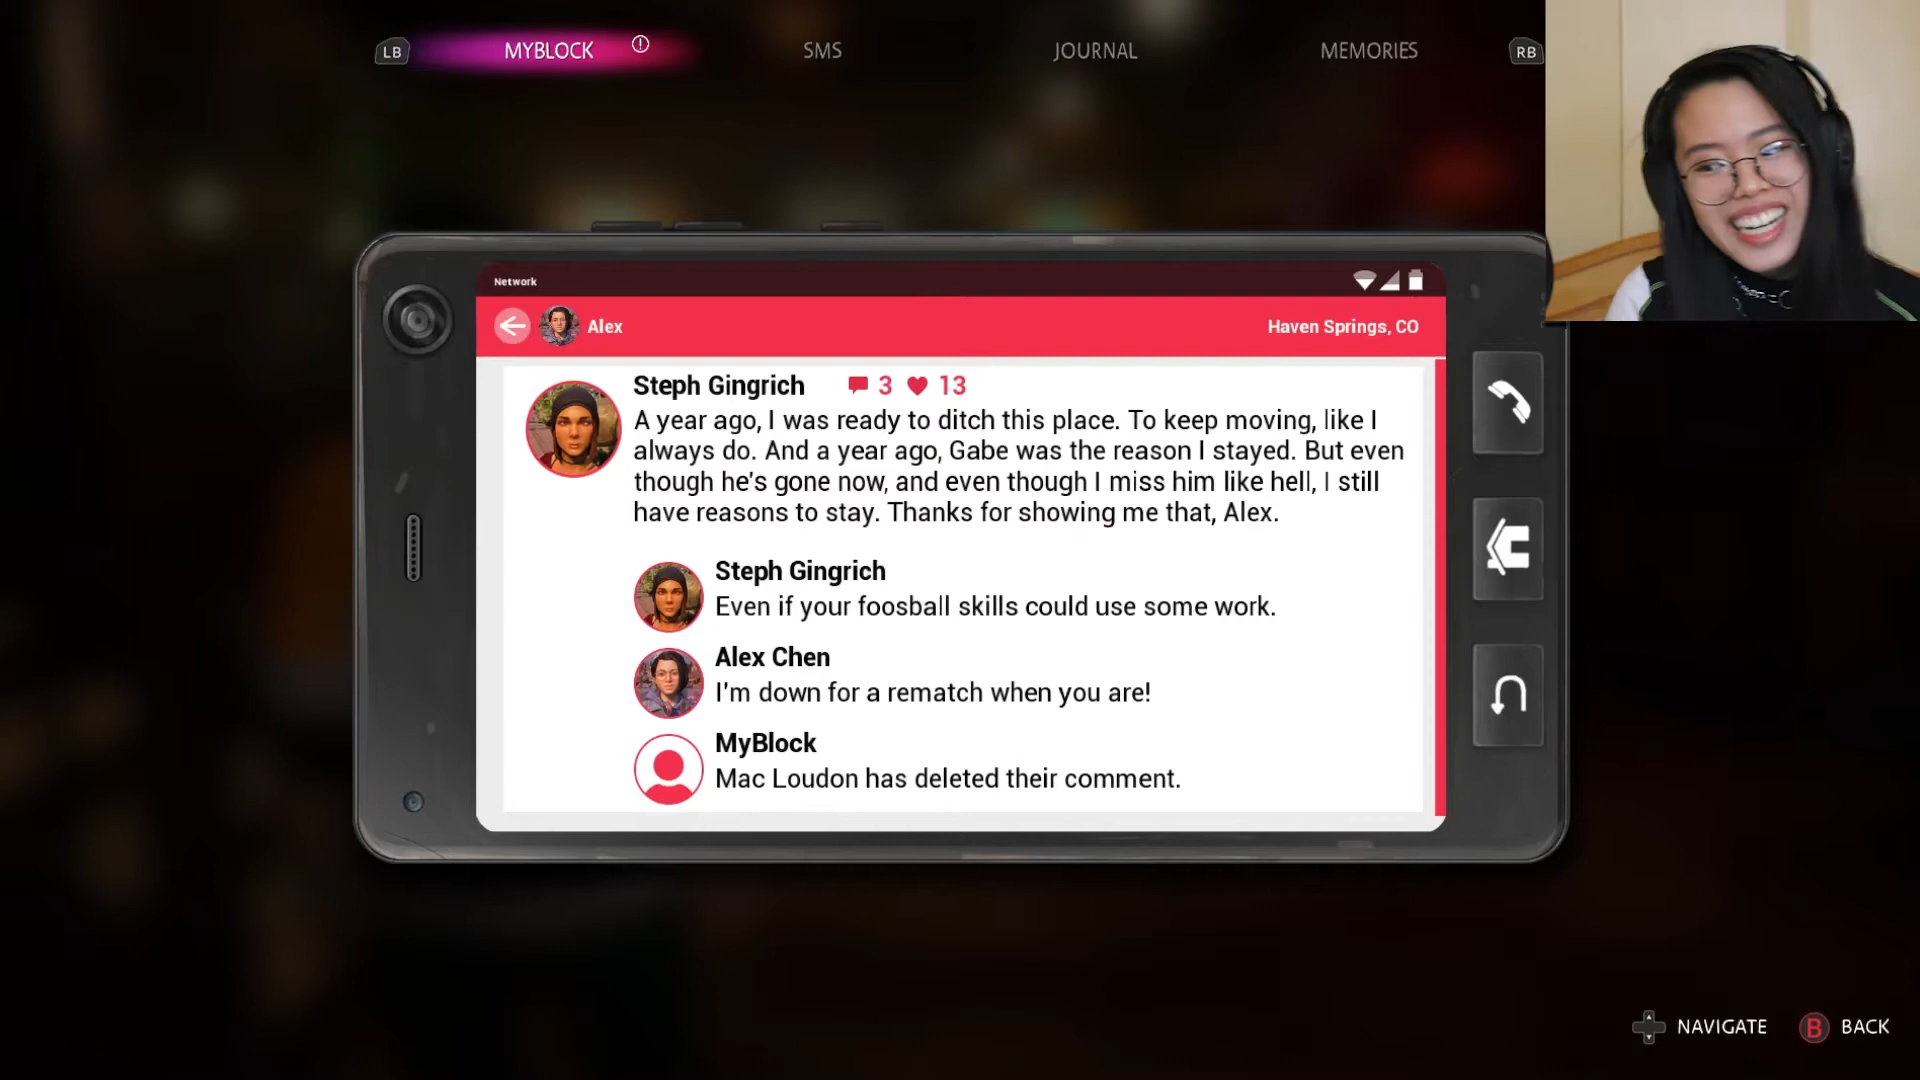 LB MYBLOCK SMS JOURNAL MEMORIES RB
Network
Alex Haven Springs, CO
Steph Gingrich 3 13
A year ago, I was ready to ditch this place. To keep moving, like I
always do. And a year ago, Gabe was the reason I stayed. But even
though he's gone now, and even though I miss him like hell, I still
have reasons to stay. Thanks for showing me that, Alex.
Steph Gingrich
Even if your foosball skills could use some work.
Alex Chen
I'm down for a rematch when you are!
MyBlock
Mac Loudon has deleted their comment.
NAVIGATE B BACK